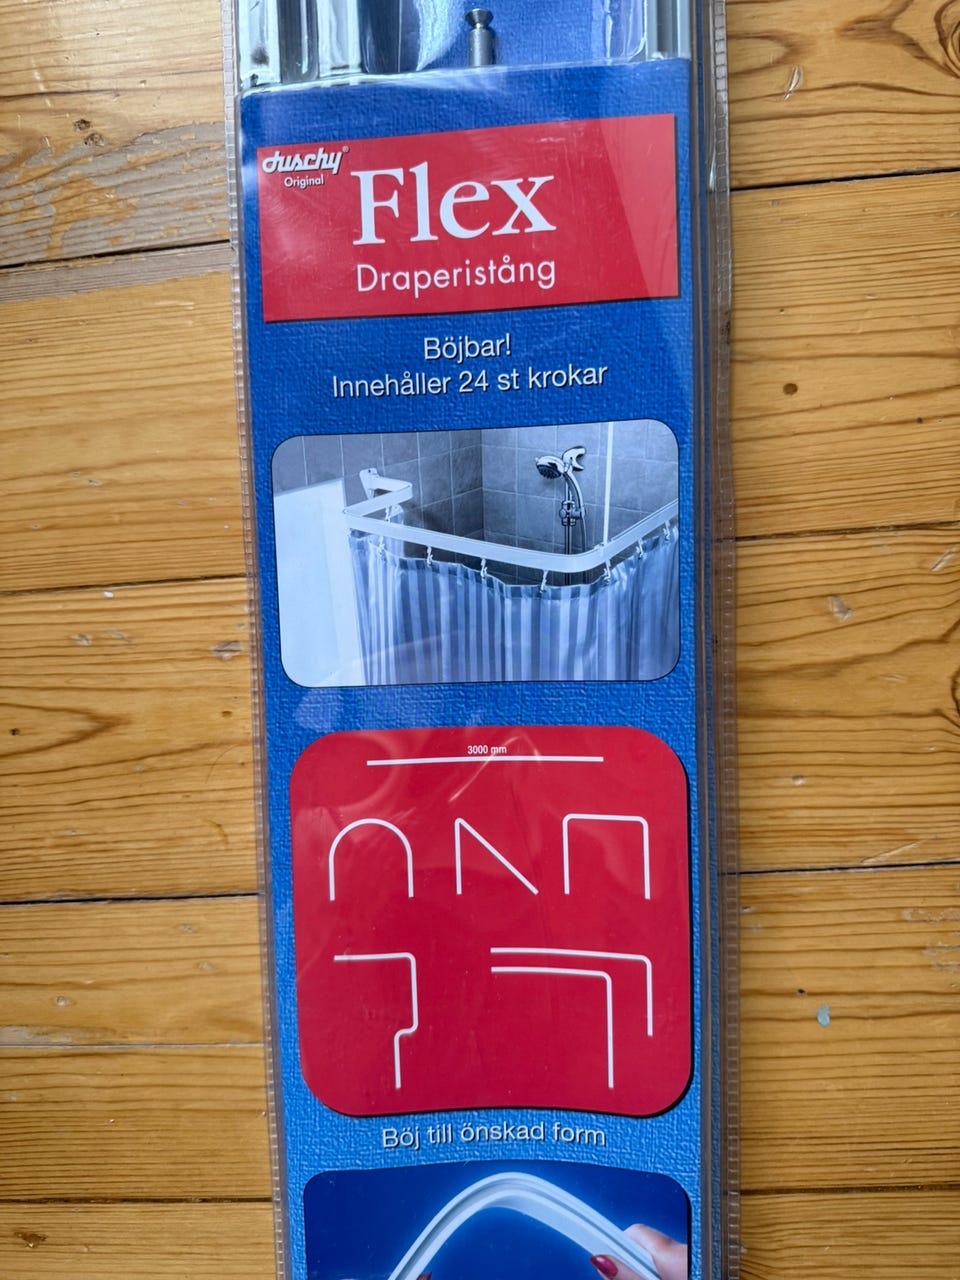 duschy®
Original
Flex
Draperistång
Böjbar!
Innehåller 24 st krokar
3000 mm
Böj till önskad form